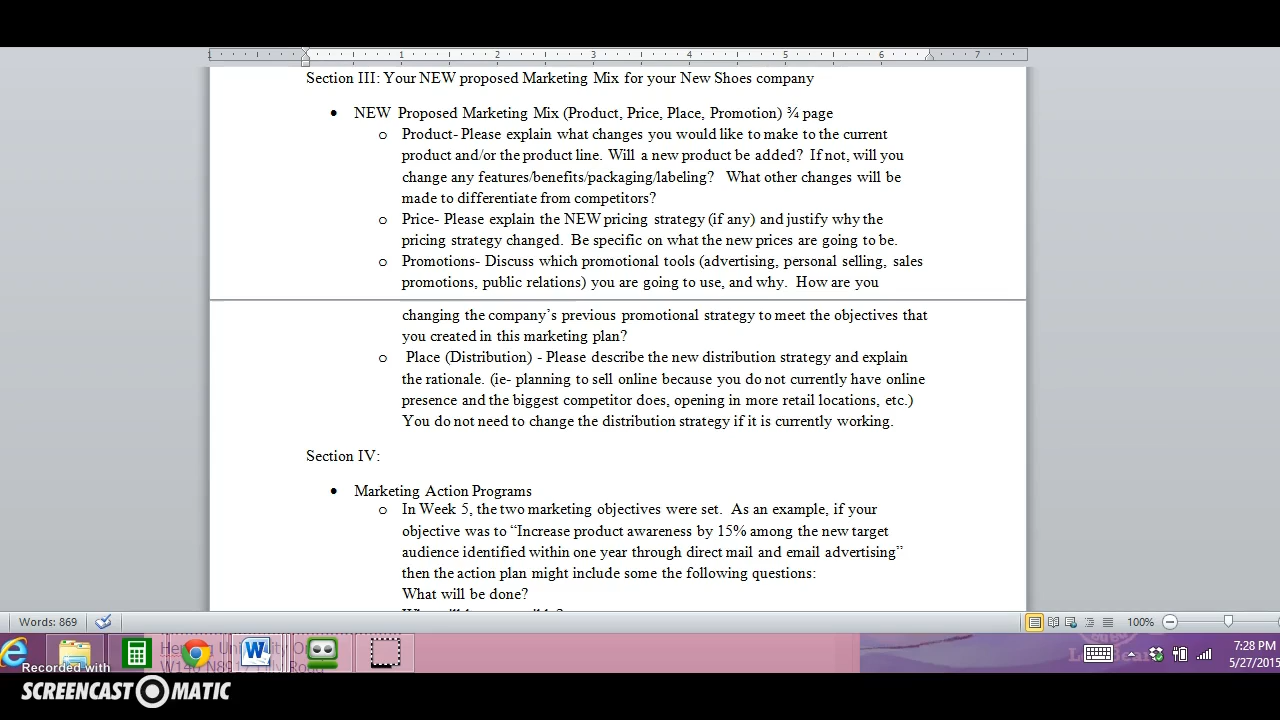 1 1 2 3 4 5 6 7
Section III: Your NEW proposed Marketing Mix for your New Shoes company
• NEW Proposed Marketing Mix (Product, Price, Place, Promotion) ¾ page
o Product- Please explain what changes you would like to make to the current
product and/or the product line. Will a new product be added? If not, will you
change any features/benefits/packaging/labeling? What other changes will be
made to differentiate from competitors?
o Price- Please explain the NEW pricing strategy (if any) and justify why the
pricing strategy changed. Be specific on what the new prices are going to be.
o Promotions- Discuss which promotional tools (advertising, personal selling, sales
promotions, public relations) you are going to use, and why. How are you
changing the company's previous promotional strategy to meet the objectives that
you created in this marketing plan?
o Place (Distribution) - Please describe the new distribution strategy and explain
the rationale. (ie- planning to sell online because you do not currently have online
presence and the biggest competitor does, opening in more retail locations, etc.)
You do not need to change the distribution strategy if it is currently working.
Section IV:
• Marketing Action Programs
o In Week 5, the two marketing objectives were set. As an example, if your
objective was to “Increase product awareness by 15% among the new target
audience identified within one year through direct mail and email advertising”
then the action plan might include some the following questions:
What will be done?
Words: 869
100%
7:28 PM
5/27/2015
Recorded with
SCREENCAST O MATIC